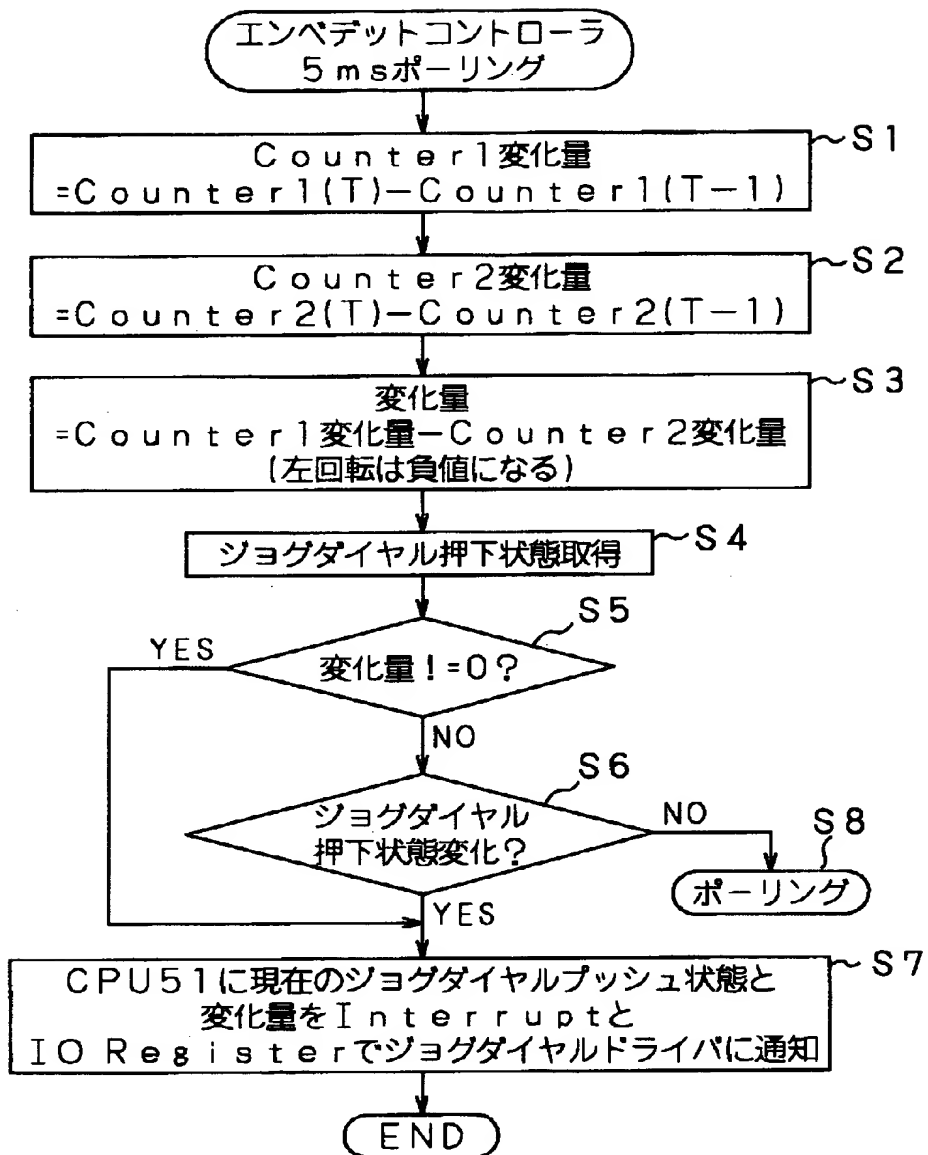 エンベデットコントローラ
5msポーリング
Counter1変化量
=Counter1(T)-Counter1(T-1)
S1
Counter2変化量
=Counter2(T)-Counter2(T-1)
S2
変化量
=Counter1変化量-Counter2変化量
(左回転は負値になる)
S3
ジョグダイヤル押下状態取得
S4
S5
YES
変化量!=0?
NO
S6
ジョグダイヤル
押下状態変化?
NO
S8
ポーリング
YES
CPU51に現在のジョグダイヤルプッシュ状態と
変化量をInterruptと
IO Registerでジョグダイヤルドライバに通知
S7
END